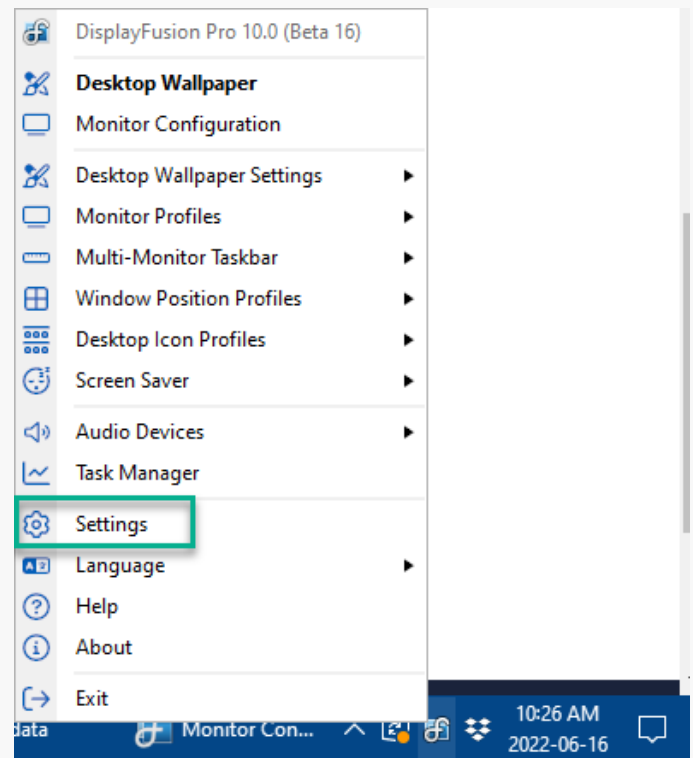 DisplayFusion Pro 10.0 (Beta 16)
Desktop Wallpaper
Monitor Configuration
Desktop Wallpaper Settings
Monitor Profiles
Multi-Monitor Taskbar
Window Position Profiles
Desktop Icon Profiles
Screen Saver
Audio Devices
Task Manager
Settings
Language
Help
About
Exit
data
Monitor Con...
10:26 AM
2022-06-16